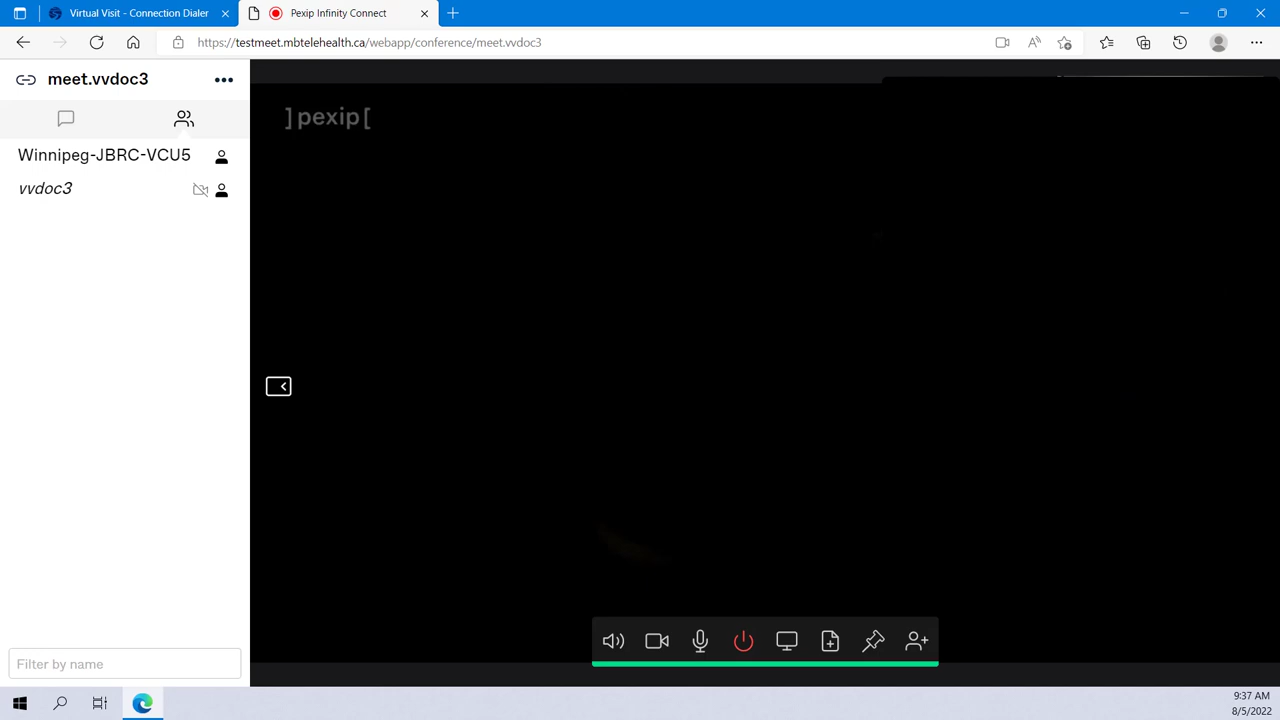 Virtual Visit - Connection Dialer
Pexip Infinity Connect
https://testmeet.mbtelehealth.ca/webapp/conference/meet.vvdoc3
meet.vvdoc3
Winnipeg-JBRC-VCU5
vvdoc3
Filter by name
]pexip[
9:37 AM
8/5/2022